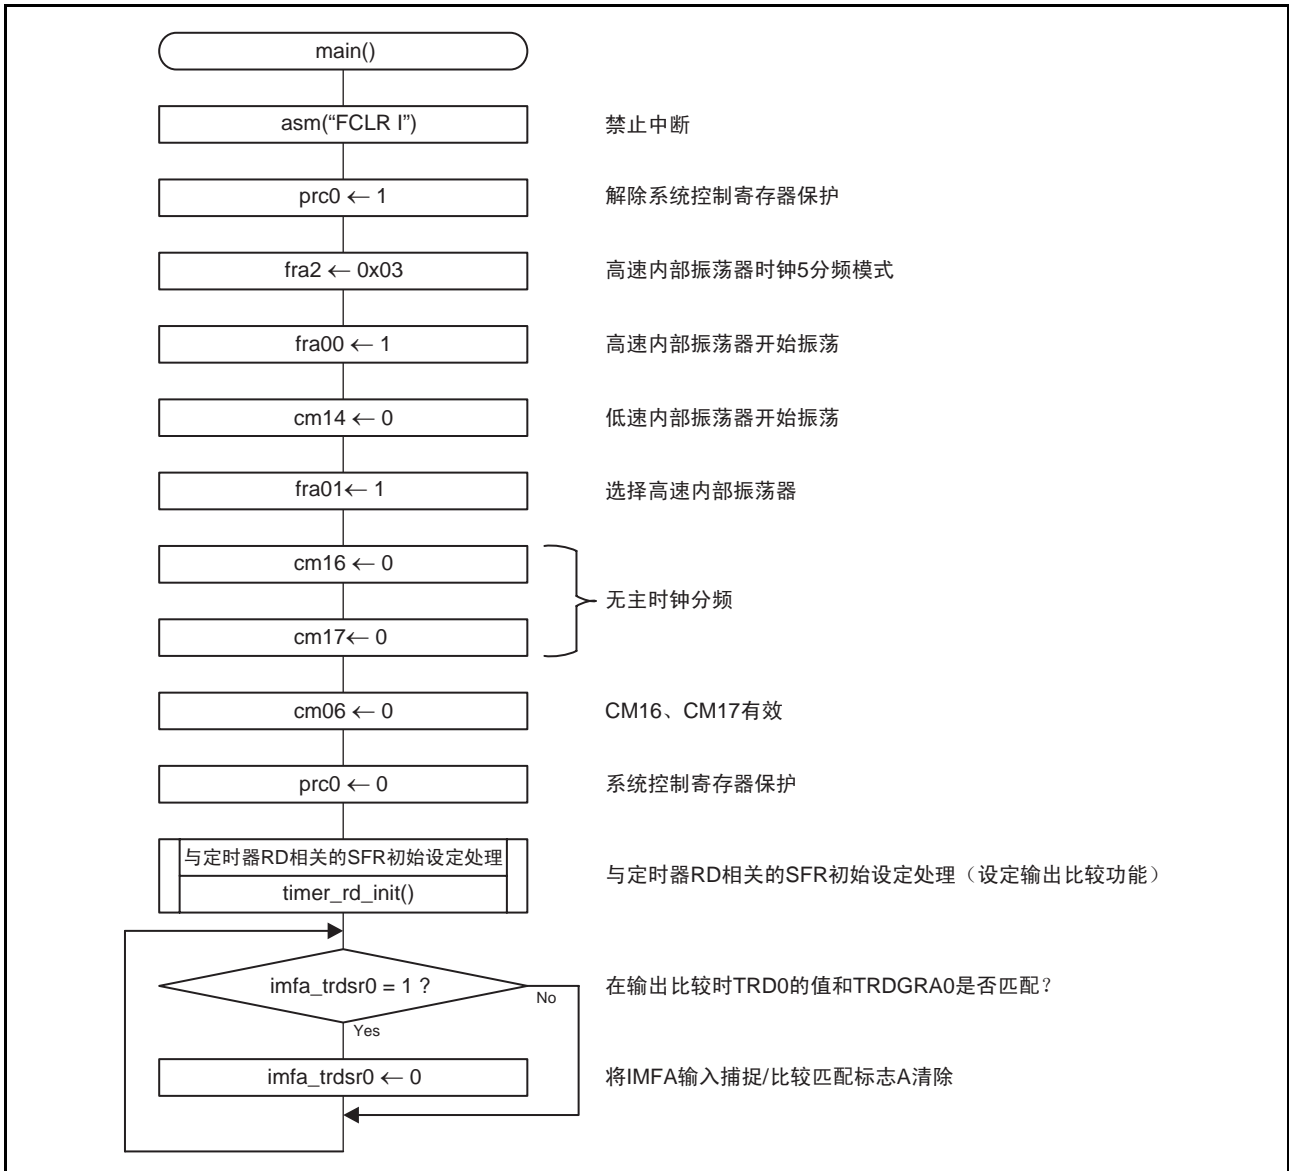 main()
asm(“FCLR I”)
禁止中断
prc0 ← 1
解除系统控制寄存器保护
fra2 ← 0x03
高速内部振荡器时钟5分频模式
fra00 ← 1
高速内部振荡器开始振荡
cm14 ← 0
低速内部振荡器开始振荡
fra01← 1
选择高速内部振荡器
cm16 ← 0
无主时钟分频
cm17← 0
cm06 ← 0
CM16、CM17有效
prc0 ← 0
系统控制寄存器保护
与定时器RD相关的SFR初始设定处理
timer_rd_init()
与定时器RD相关的SFR初始设定处理（设定输出比较功能）
imfa_trdsr0 = 1 ?
No
Yes
在输出比较时TRD0的值和TRDGRA0是否匹配？
imfa_trdsr0 ← 0
将IMFA输入捕捉/比较匹配标志A清除